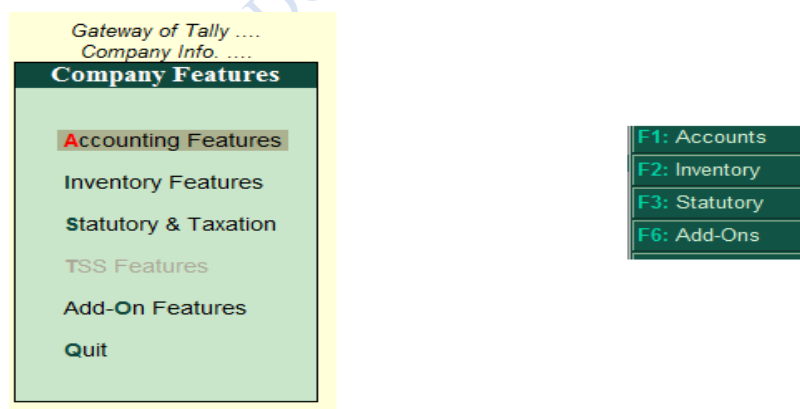 Gateway of Tally ....
Company Info. ....
Company Features
Accounting Features
Inventory Features
Statutory & Taxation
TSS Features
Add-On Features
Quit
F1: Accounts
F2: Inventory
F3: Statutory
F6: Add-Ons